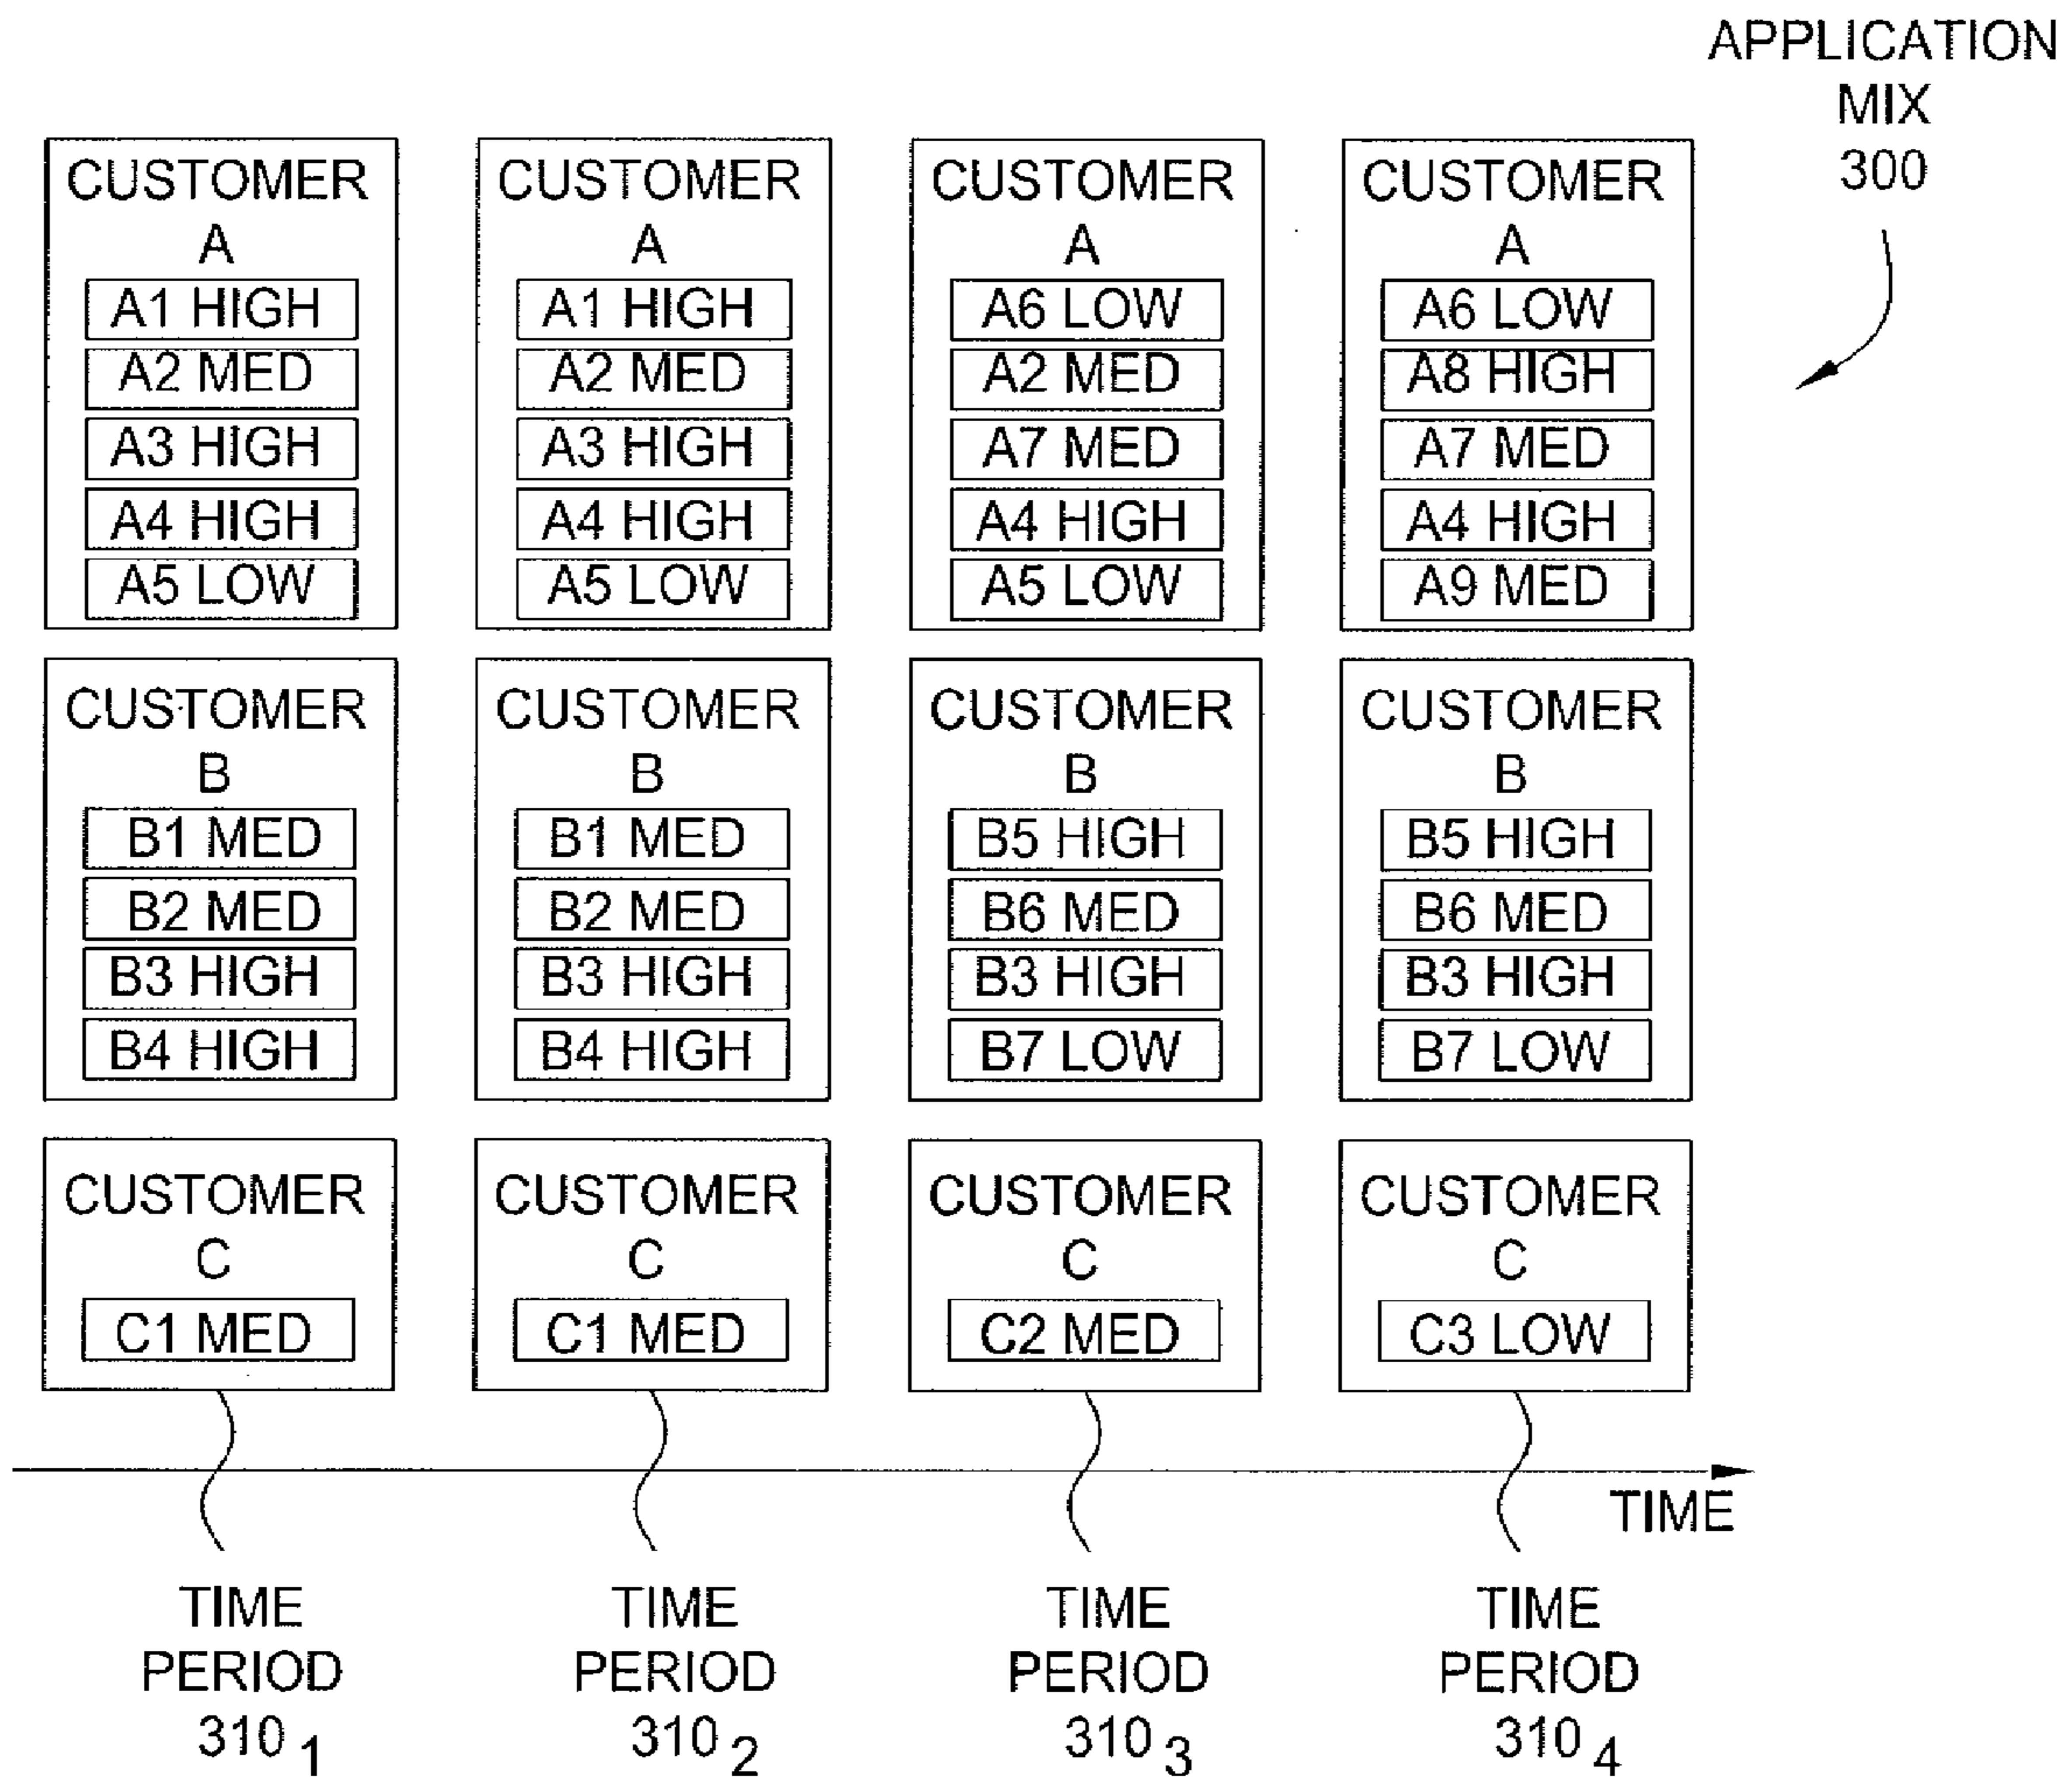 APPLICATION
MIX
300
CUSTOMER
A
A1 HIGH
A2 MED
A3 HIGH
A4 HIGH
A5 LOW
CUSTOMER
A
A1 HIGH
A2 MED
A3 HIGH
A4 HIGH
A5 LOW
CUSTOMER
A
A6 LOW
A2 MED
A7 MED
A4 HIGH
A5 LOW
CUSTOMER
A
A6 LOW
A8 HIGH
A7 MED
A4 HIGH
A9 MED
CUSTOMER
B
B1 MED
B2 MED
B3 HIGH
B4 HIGH
CUSTOMER
B
B1 MED
B2 MED
B3 HIGH
B4 HIGH
CUSTOMER
B
B5 HIGH
B6 MED
B3 HIGH
B7 LOW
CUSTOMER
B
B5 HIGH
B6 MED
B3 HIGH
B7 LOW
CUSTOMER
C
C1 MED
CUSTOMER
C
C1 MED
CUSTOMER
C
C2 MED
CUSTOMER
C
C3 LOW
TIME
TIME
PERIOD
310 1
TIME
PERIOD
310 2
TIME
PERIOD
310 3
TIME
PERIOD
310 4